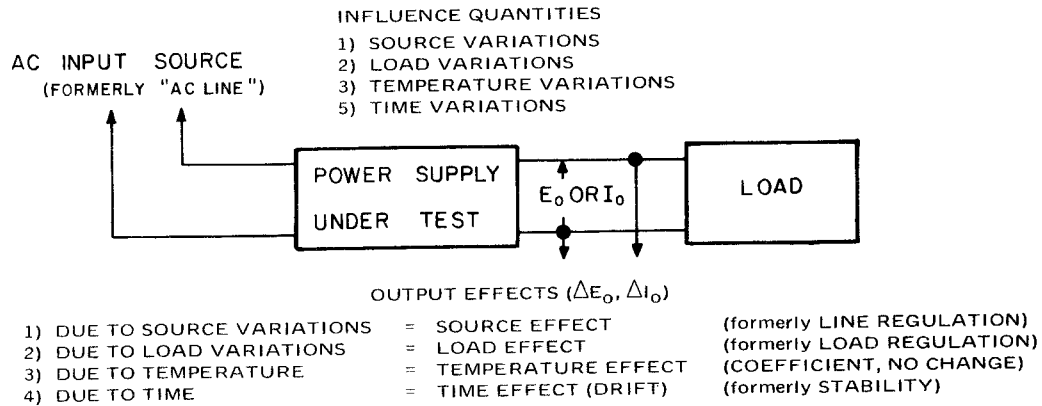 INFLUENCE QUANTITIES
1) SOURCE VARIATIONS
2) LOAD VARIATIONS
3) TEMPERATURE VARIATIONS
5) TIME VARIATIONS
AC INPUT SOURCE
(FORMERLY "AC LINE")
POWER SUPPLY
UNDER TEST
E₀ OR I₀
LOAD
OUTPUT EFFECTS (ΔE₀, ΔI₀)
1) DUE TO SOURCE VARIATIONS = SOURCE EFFECT (formerly LINE REGULATION)
2) DUE TO LOAD VARIATIONS = LOAD EFFECT (formerly LOAD REGULATION)
3) DUE TO TEMPERATURE = TEMPERATURE EFFECT (COEFFICIENT, NO CHANGE)
4) DUE TO TIME = TIME EFFECT (DRIFT) (formerly STABILITY)